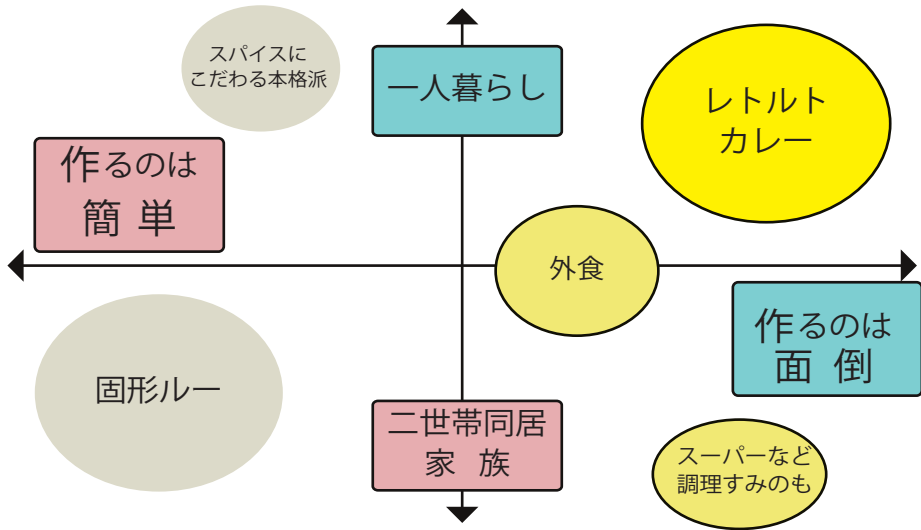 スパイスに
こだわる本格派
一人暮らし
レトルト
カレー
作るのは
簡単
外食
作るのは
面倒
固形ルー
二世帯同居
家族
スーパーなど
調理すみのも